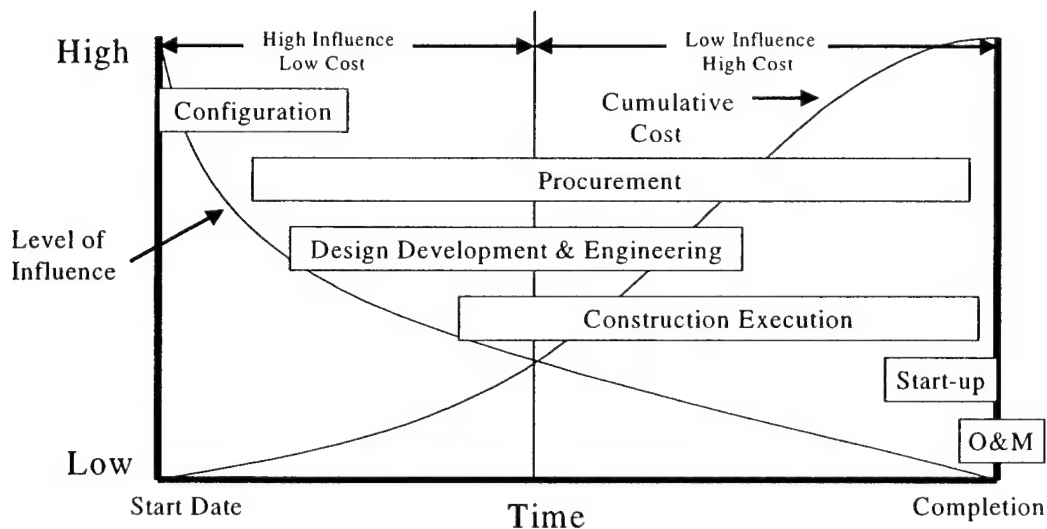 High
High Influence
Low Cost
Low Influence
High Cost
Configuration
Cumulative
Cost
Procurement
Level of
Influence
Design Development & Engineering
Construction Execution
Start-up
O&M
Low
Start Date
Time
Completion